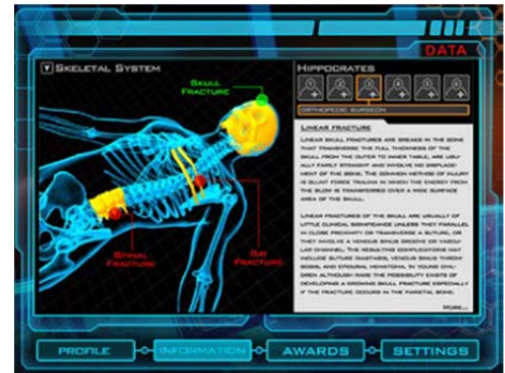 DATA
Y SKELETAL SYSTEM
HIPPOCRATES
SKULL
FRACTURE
1 2 3 4 5 6
ORTHOPEDIC SURGEON
LINEAR FRACTURE
LINEAR SKULL FRACTURES ARE BREAKS IN THE BONE
THAT TRANSVERSE THE FULL THICKNESS OF THE
SKULL FROM THE OUTER TO INNER TABLE, ARE USU-
ALLY FAIRLY STRAIGHT AND INVOLVE NO DISPLACE-
MENT OF THE BONE. THE COMMON METHOD OF INJURY
IS BLUNT FORCE TRAUMA IN WHICH THE ENERGY FROM
THE BLOW IS TRANSFERRED OVER A WIDE SURFACE
AREA OF THE SKULL.
LINEAR FRACTURES OF THE SKULL ARE USUALLY OF
LITTLE CLINICAL SIGNIFICANCE UNLESS THEY PARALLEL
IN CLOSE PROXIMITY OR TRANSVERSE A SUTURE, OR
THEY INVOLVE A VENOUS SINUS GROOVE OR VASCU-
LAR CHANNEL. THE RESULTING COMPLICATIONS MAY
INCLUDE SUTURE DIASTASIS, VENOUS SINUS THROM-
BOSIS, AND EPIDURAL HEMATOMA. IN YOUNG CHIL-
DREN ALTHOUGH RARE THE POSSIBILITY EXISTS OF
DEVELOPING A GROWING SKULL FRACTURE ESPECIALLY
IF THE FRACTURE OCCURS IN THE PARIETAL BONE.
MORE...
SPINAL
FRACTURE
FRACTURE
PROFILE
INFORMATION
AWARDS
SETTINGS